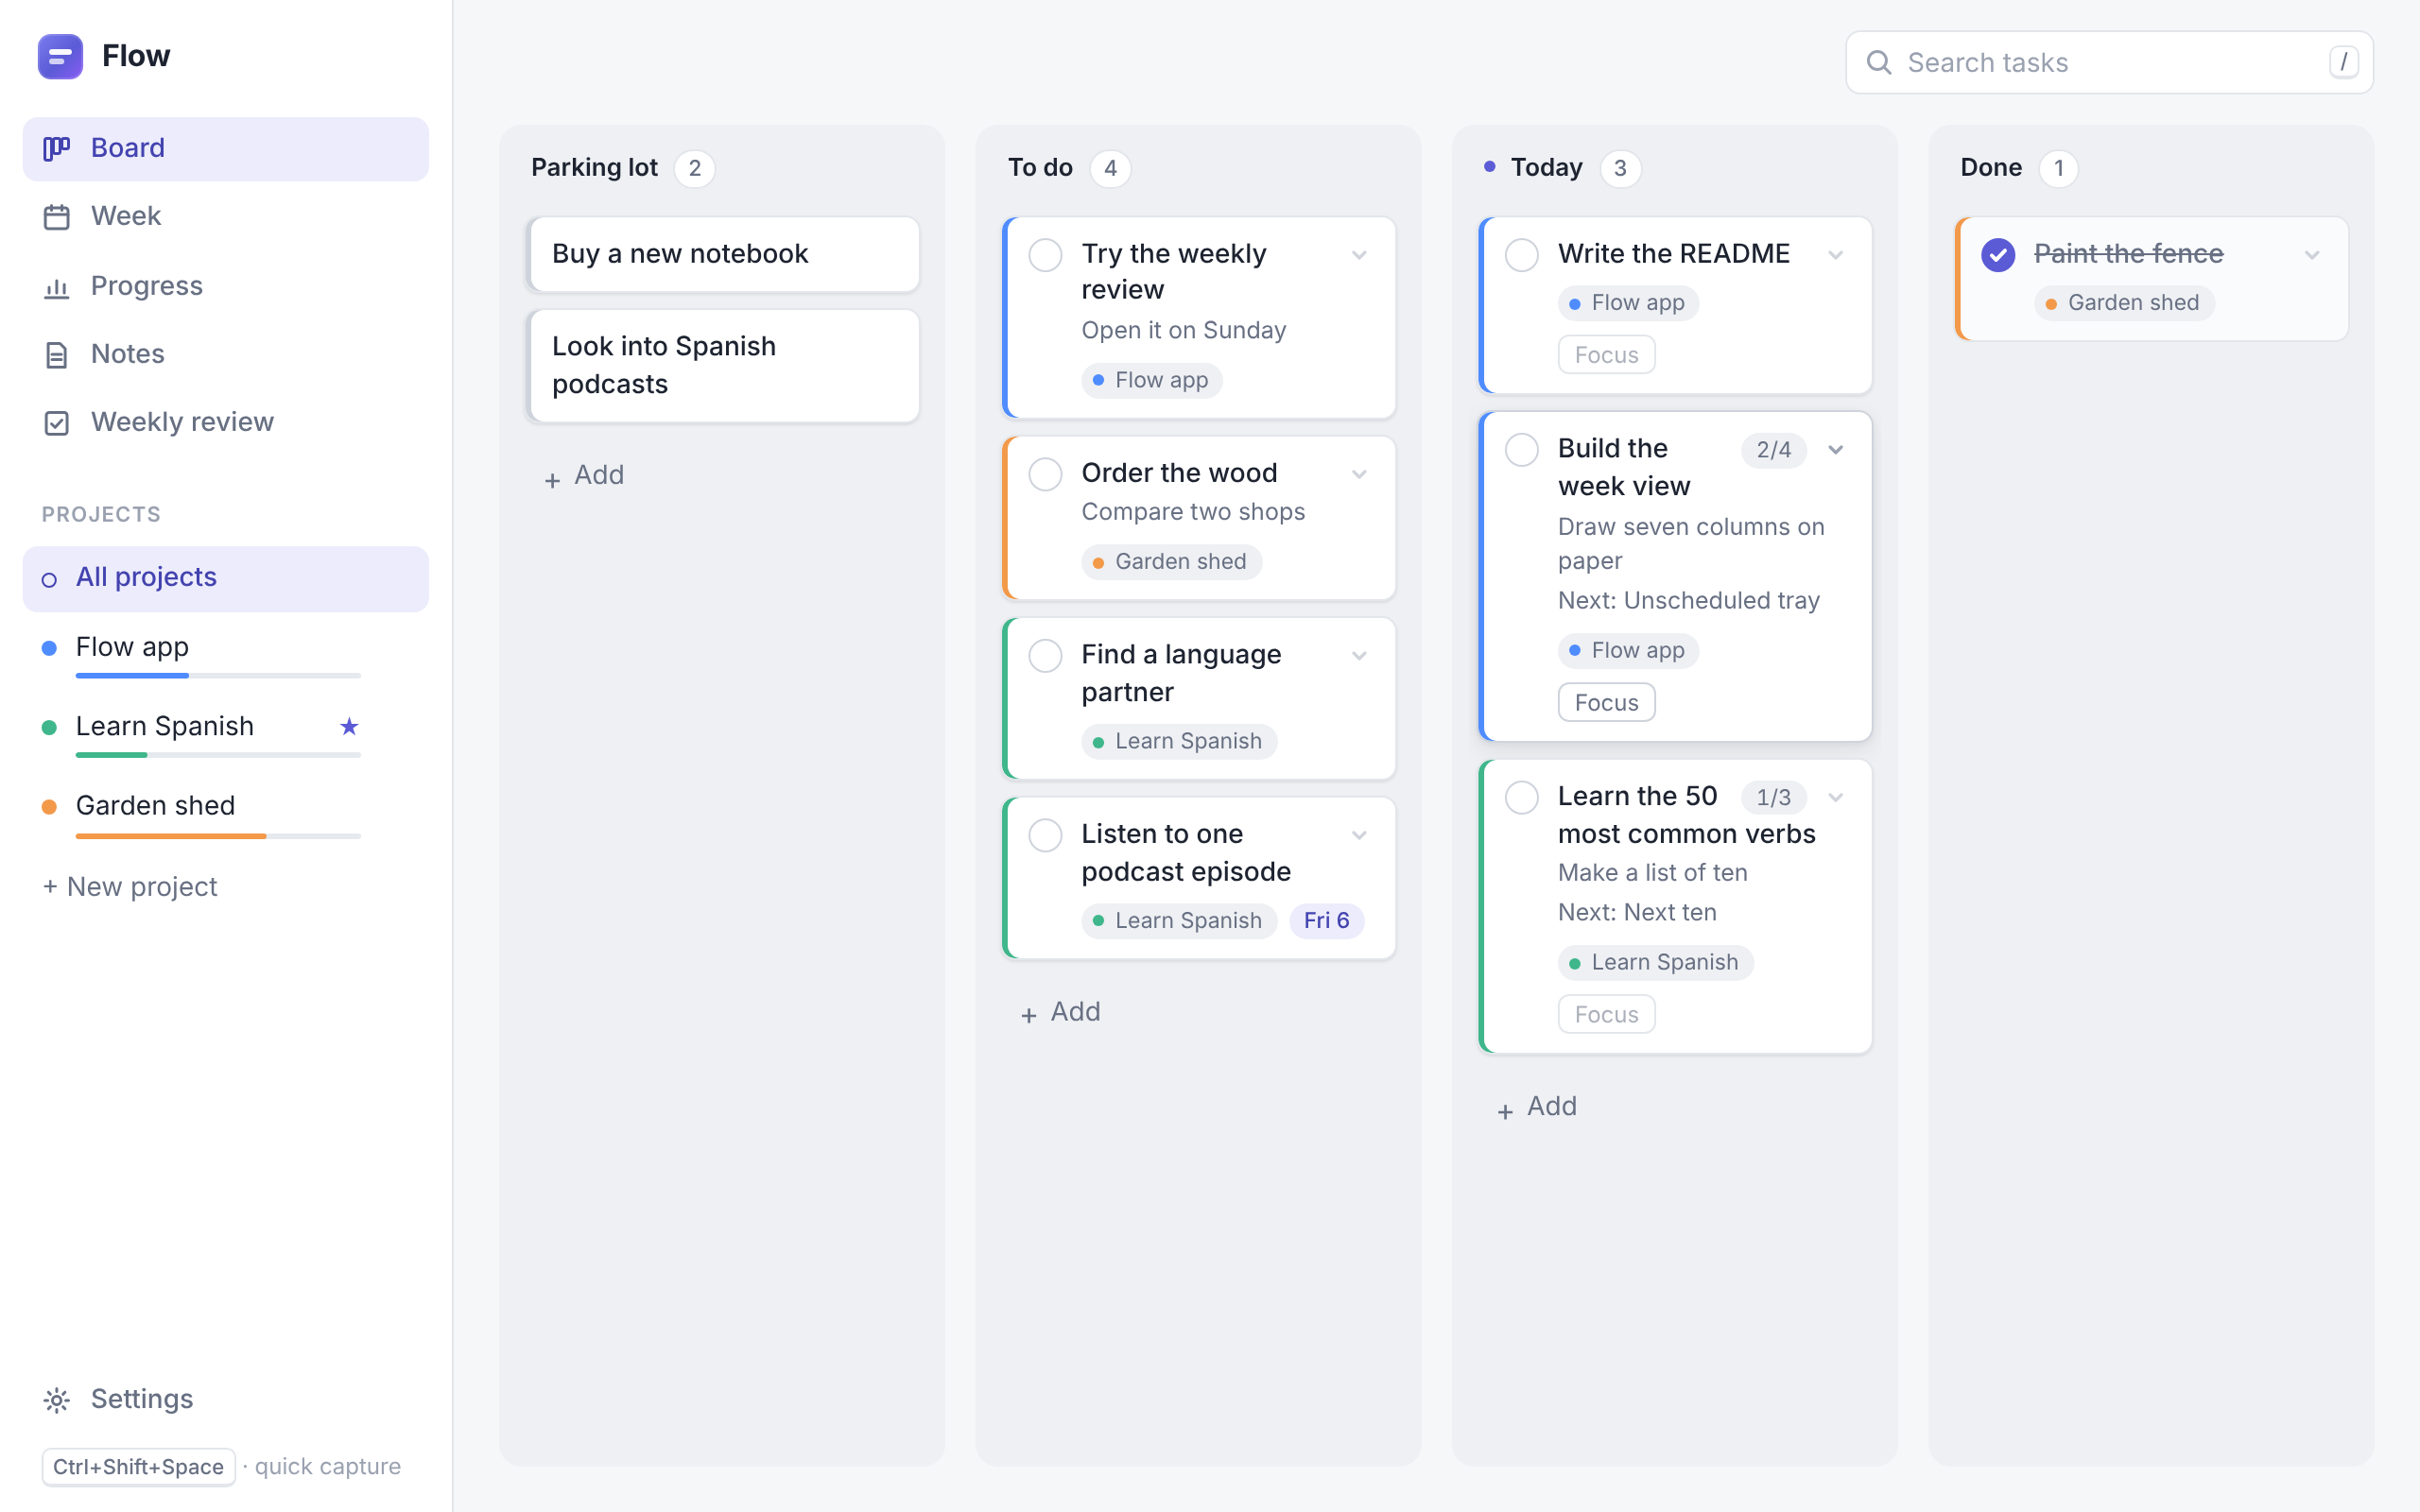 Flow
Board
Week
Progress
Notes
Weekly review
PROJECTS
All projects
Flow app
Learn Spanish
Garden shed
+ New project
Settings
Ctrl+Shift+Space · quick capture
Search tasks /
Parking lot 2
Buy a new notebook
Look into Spanish
podcasts
+ Add
To do 4
Try the weekly
review
Open it on Sunday
Flow app
Order the wood
Compare two shops
Garden shed
Find a language
partner
Learn Spanish
Listen to one
podcast episode
Learn Spanish Fri 6
+ Add
Today 3
Write the README
Flow app
Focus
Build the 2/4
week view
Draw seven columns on
paper
Next: Unscheduled tray
Flow app
Focus
Learn the 50 1/3
most common verbs
Make a list of ten
Next: Next ten
Learn Spanish
Focus
+ Add
Done 1
Paint the fence
Garden shed